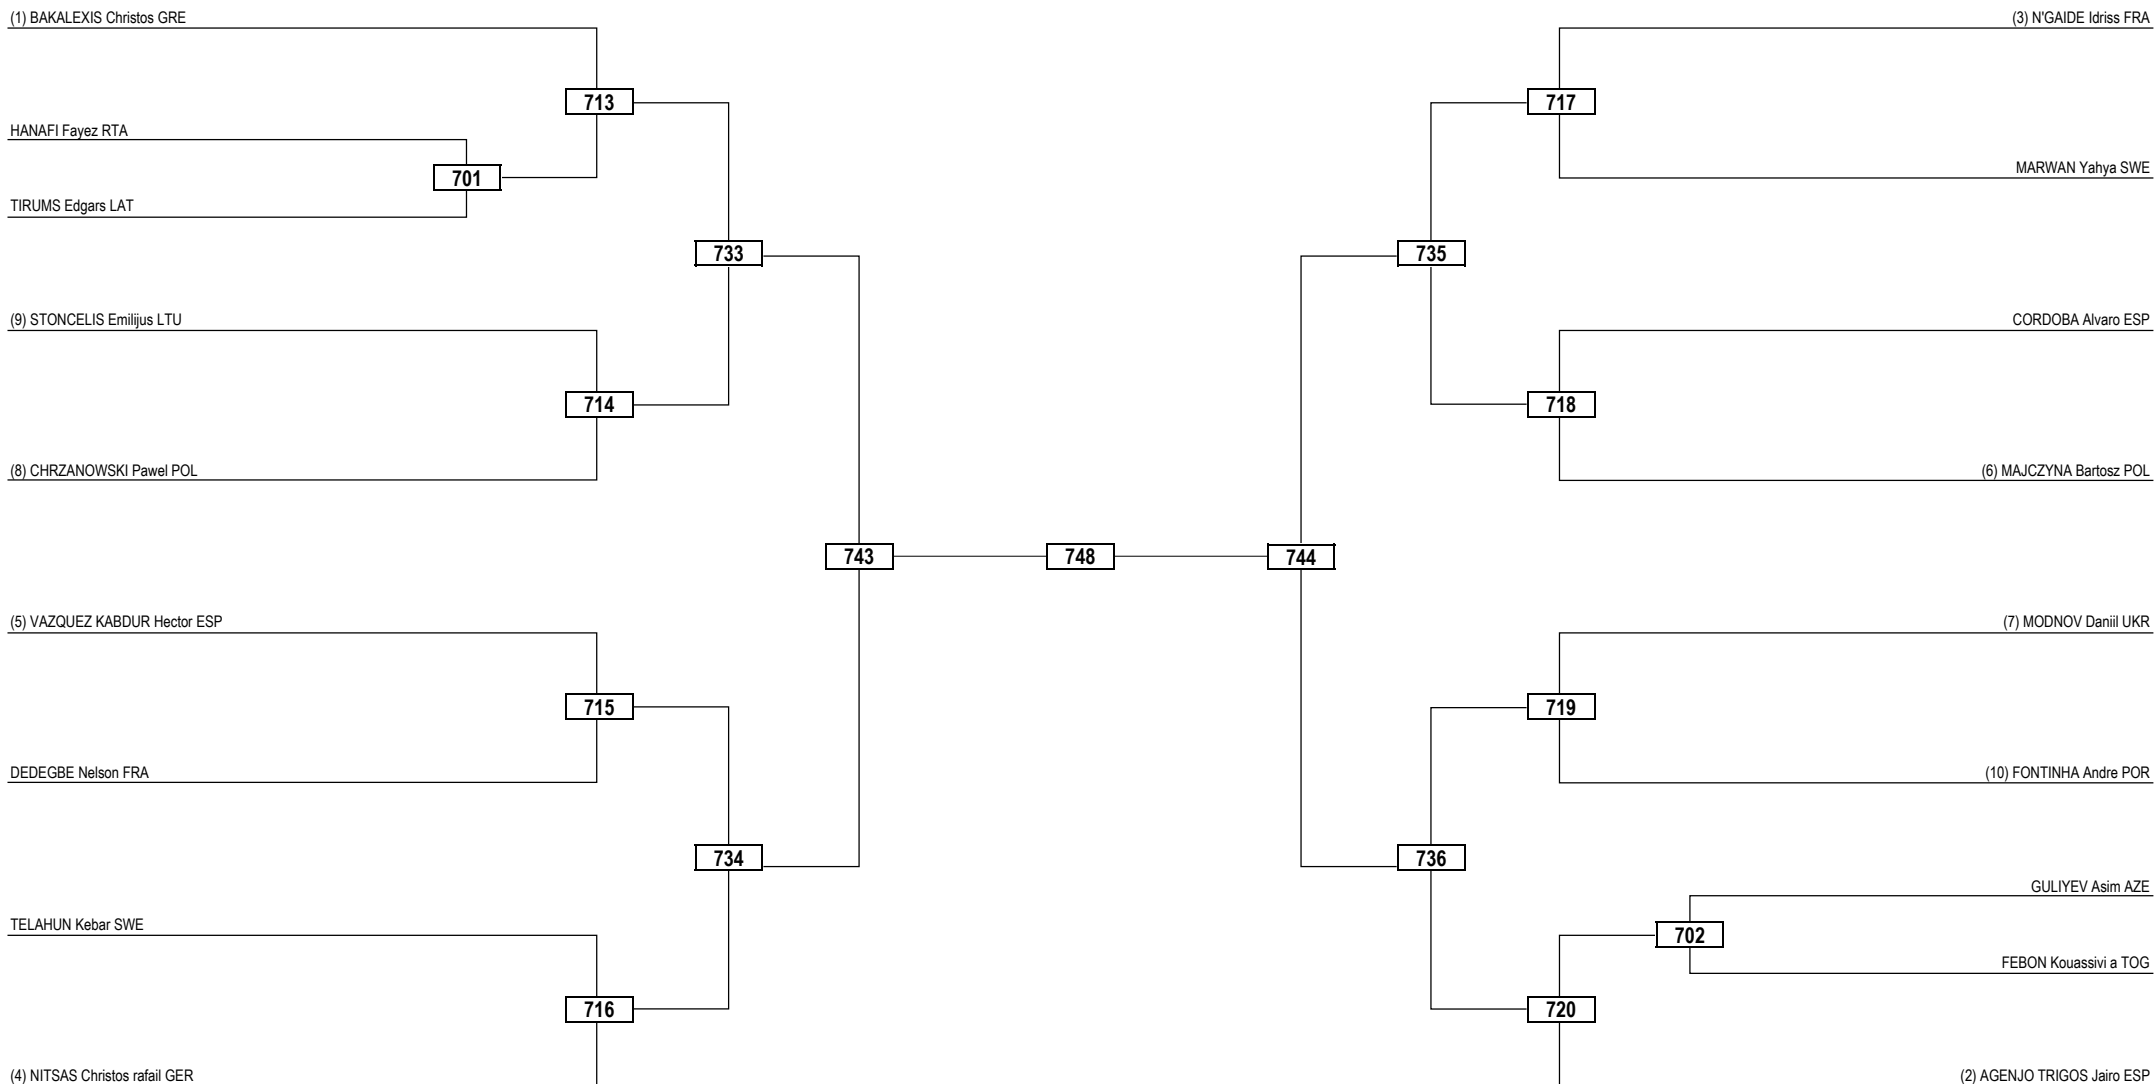 (1) BAKALEXIS Christos GRE
(3) N'GAIDE Idriss FRA
713
717
HANAFI Fayez RTA
701
MARWAN Yahya SWE
TIRUMS Edgars LAT
733
735
(9) STONCELIS Emilijus LTU
CORDOBA Alvaro ESP
714
718
(8) CHRZANOWSKI Pawel POL
(6) MAJCZYNA Bartosz POL
743
748
744
(5) VAZQUEZ KABDUR Hector ESP
(7) MODNOV Daniil UKR
715
719
DEDEGBE Nelson FRA
(10) FONTINHA Andre POR
734
736
GULIYEV Asim AZE
TELAHUN Kebar SWE
702
FEBON Kouassivi a TOG
716
720
(4) NITSAS Christos rafail GER
(2) AGENJO TRIGOS Jairo ESP